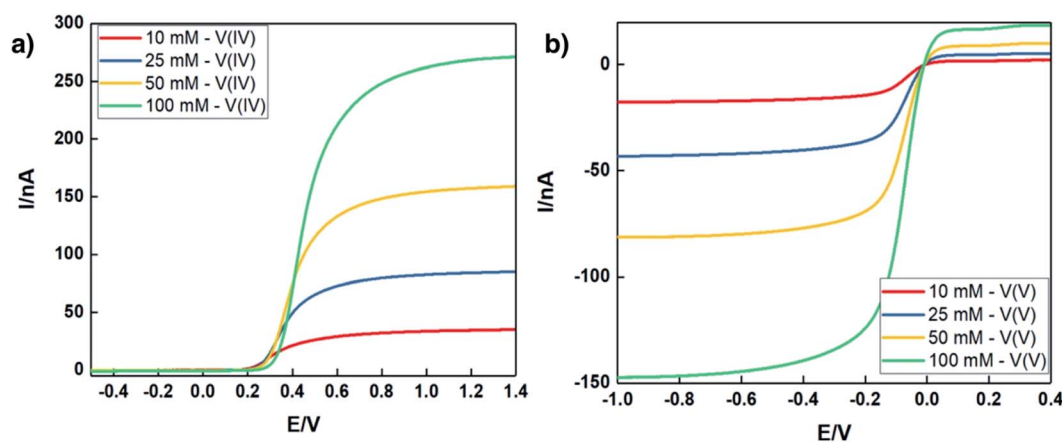 a)
I/nA
300
250
200
150
100
50
0
10 mM - V(IV)
25 mM - V(IV)
50 mM - V(IV)
100 mM - V(IV)
-0.4 -0.2 0.0 0.2 0.4 0.6 0.8 1.0 1.2 1.4
E/V
b)
I/nA
0
-50
-100
-150
10 mM - V(V)
25 mM - V(V)
50 mM - V(V)
100 mM - V(V)
-1.0 -0.8 -0.6 -0.4 -0.2 0.0 0.2 0.4
E/V